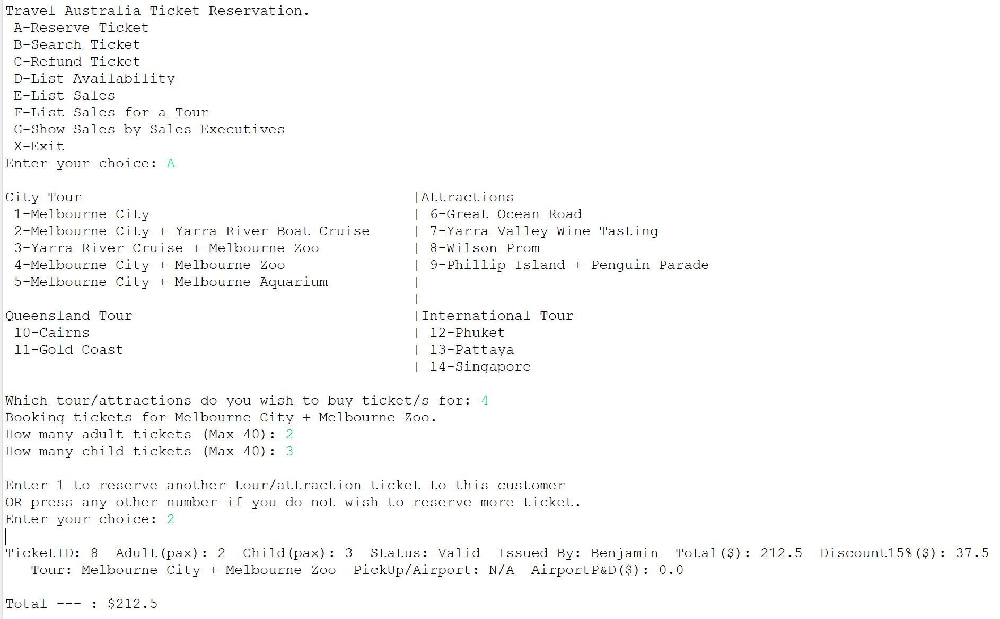 Travel Australia Ticket Reservation.
 A-Reserve Ticket
 B-Search Ticket
 C-Refund Ticket
 D-List Availability
 E-List Sales
 F-List Sales for a Tour
 G-Show Sales by Sales Executives
 X-Exit
Enter your choice: A

City Tour                                       |Attractions
 1-Melbourne City                               | 6-Great Ocean Road
 2-Melbourne City + Yarra River Boat Cruise     | 7-Yarra Valley Wine Tasting
 3-Yarra River Cruise + Melbourne Zoo           | 8-Wilson Prom
 4-Melbourne City + Melbourne Zoo               | 9-Phillip Island + Penguin Parade
 5-Melbourne City + Melbourne Aquarium          |
                                                |
Queensland Tour                                 |International Tour
 10-Cairns                                      | 12-Phuket
 11-Gold Coast                                  | 13-Pattaya
                                                | 14-Singapore

Which tour/attractions do you wish to buy ticket/s for: 4
Booking tickets for Melbourne City + Melbourne Zoo.
How many adult tickets (Max 40): 2
How many child tickets (Max 40): 3

Enter 1 to reserve another tour/attraction ticket to this customer
OR press any other number if you do not wish to reserve more ticket.
Enter your choice: 2

TicketID: 8  Adult(pax): 2  Child(pax): 3  Status: Valid  Issued By: Benjamin  Total($): 212.5  Discount15%($): 37.5
   Tour: Melbourne City + Melbourne Zoo  PickUp/Airport: N/A  AirportP&D($): 0.0

Total --- : $212.5